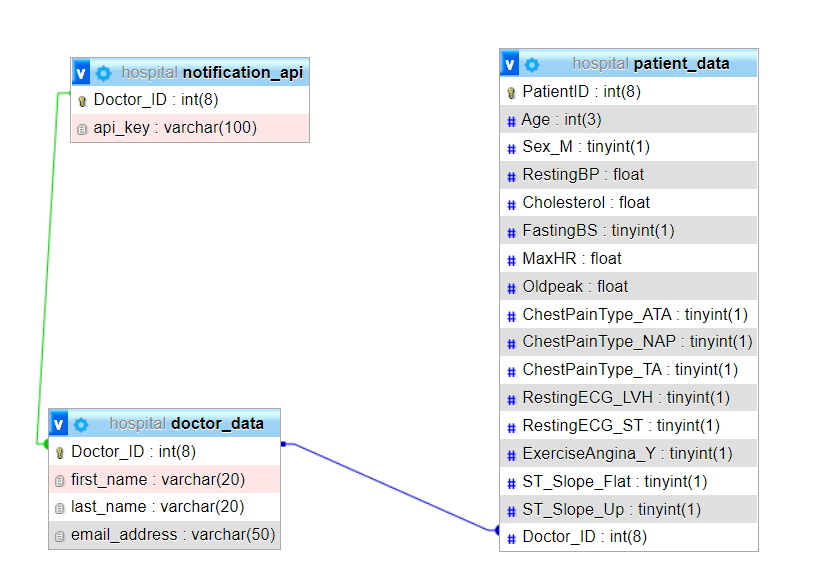 v hospital notification_api
Doctor_ID : int(8)
api_key : varchar(100)
v hospital patient_data
PatientID : int(8)
# Age : int(3)
# Sex_M : tinyint(1)
# RestingBP : float
# Cholesterol : float
# FastingBS : tinyint(1)
# MaxHR : float
# Oldpeak : float
# ChestPainType_ATA : tinyint(1)
# ChestPainType_NAP : tinyint(1)
# ChestPainType_TA : tinyint(1)
# RestingECG_LVH : tinyint(1)
# RestingECG_ST : tinyint(1)
# ExerciseAngina_Y : tinyint(1)
# ST_Slope_Flat : tinyint(1)
# ST_Slope_Up : tinyint(1)
# Doctor_ID : int(8)
v hospital doctor_data
Doctor_ID : int(8)
first_name : varchar(20)
last_name : varchar(20)
email_address : varchar(50)